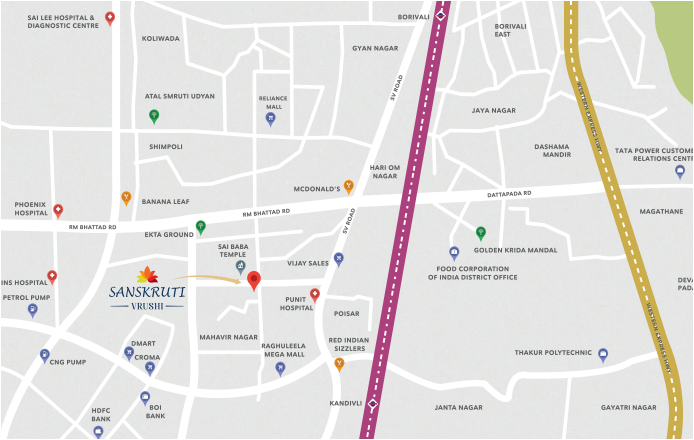 SAI LEE HOSPITAL &
DIAGNOSTIC CENTRE
KOLIWADA
BORIVALI
BORIVALI
EAST
GYAN NAGAR
SV ROAD
WESTERN EXPRESS HWY
ATAL SMRUTI UDYAN
RELIANCE
MALL
JAYA NAGAR
SHIMPOLI
DASHAMA
MANDIR
TATA POWER CUSTOME
RELATIONS CENT
HARI OM
NAGAR
MCDONALD'S
DATTAPADA RD
BANANA LEAF
PHOENIX
HOSPITAL
RM BHATTAD RD
RM BHATTAD RD
SV ROAD
MAGATHANE
EKTA GROUND
SAI BABA
TEMPLE
VIJAY SALES
GOLDEN KRIDA MANDAL
FOOD CORPORATION
OF INDIA DISTRICT OFFICE
INS HOSPITAL
PETROL PUMP
SANSKRUTI
VRUSHI
PUNIT
HOSPITAL
POISAR
DEVA
PADA
WESTERN EXPRESS HWY
MAHAVIR NAGAR
RED INDIAN
SIZZLERS
DMART
CROMA
RAGHULEELA
MEGA MALL
THAKUR POLYTECHNIC
CNG PUMP
KANDIVLI
JANTA NAGAR
GAYATRI NAGAR
HDFC
BANK
BOI
BANK